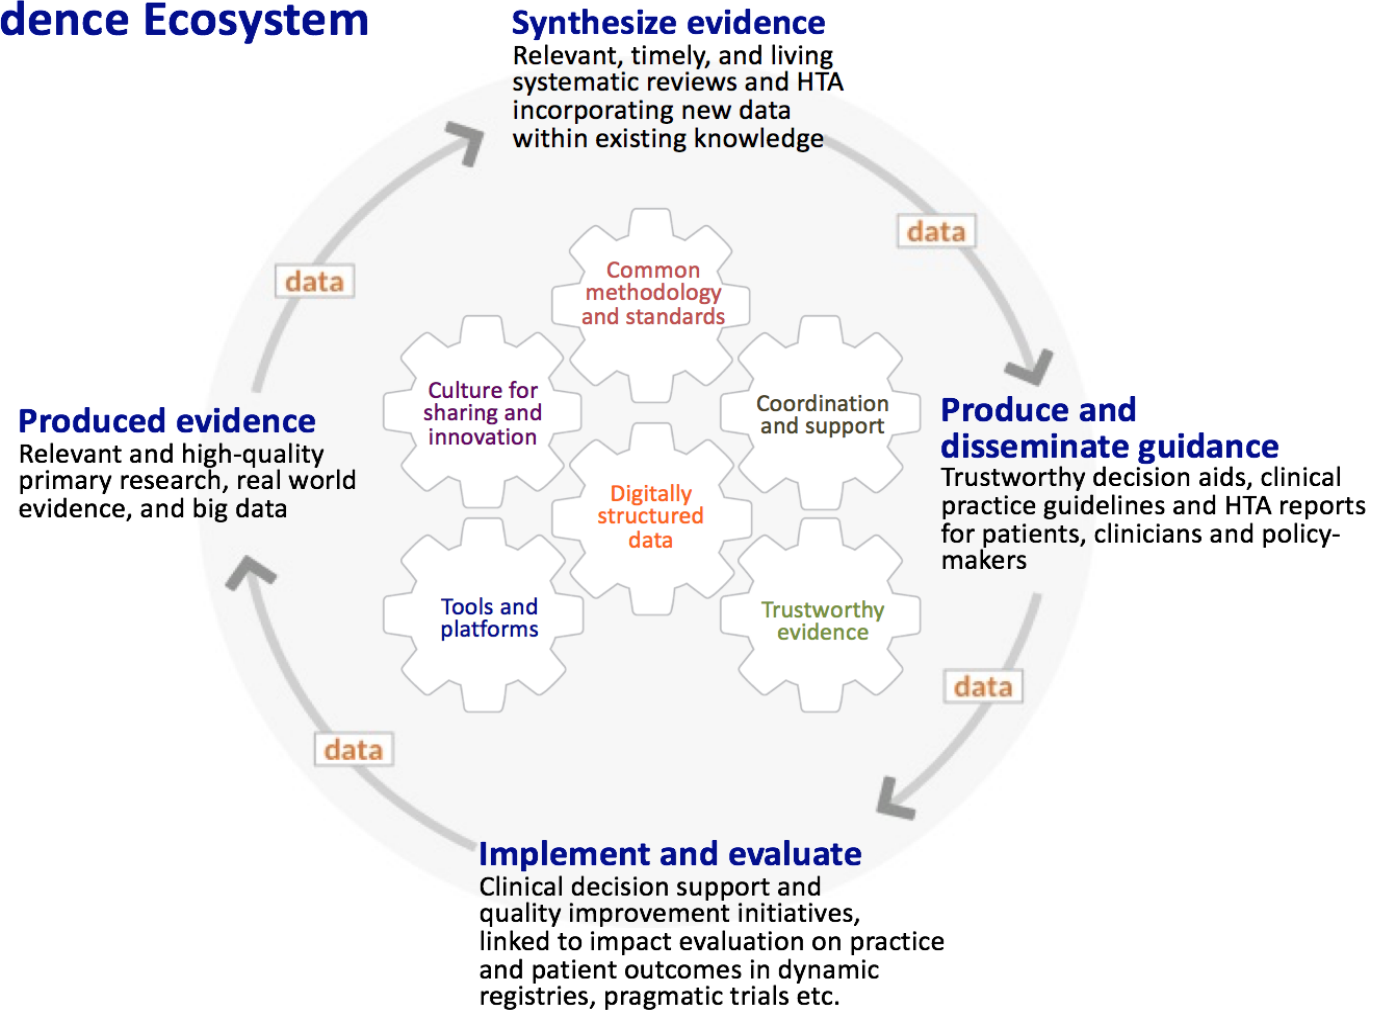 dence Ecosystem
Synthesize evidence
Relevant, timely, and living
systematic reviews and HTA
incorporating new data
within existing knowledge
data
data
Common
methodology
and standards
Culture for
sharing and
innovation
Coordination
and support
Digitally
structured
data
Tools and
platforms
Trustworthy
evidence
Produced evidence
Relevant and high-quality
primary research, real world
evidence, and big data
Produce and
disseminate guidance
Trustworthy decision aids, clinical
practice guidelines and HTA reports
for patients, clinicians and policy-
makers
data
data
Implement and evaluate
Clinical decision support and
quality improvement initiatives,
linked to impact evaluation on practice
and patient outcomes in dynamic
registries, pragmatic trials etc.